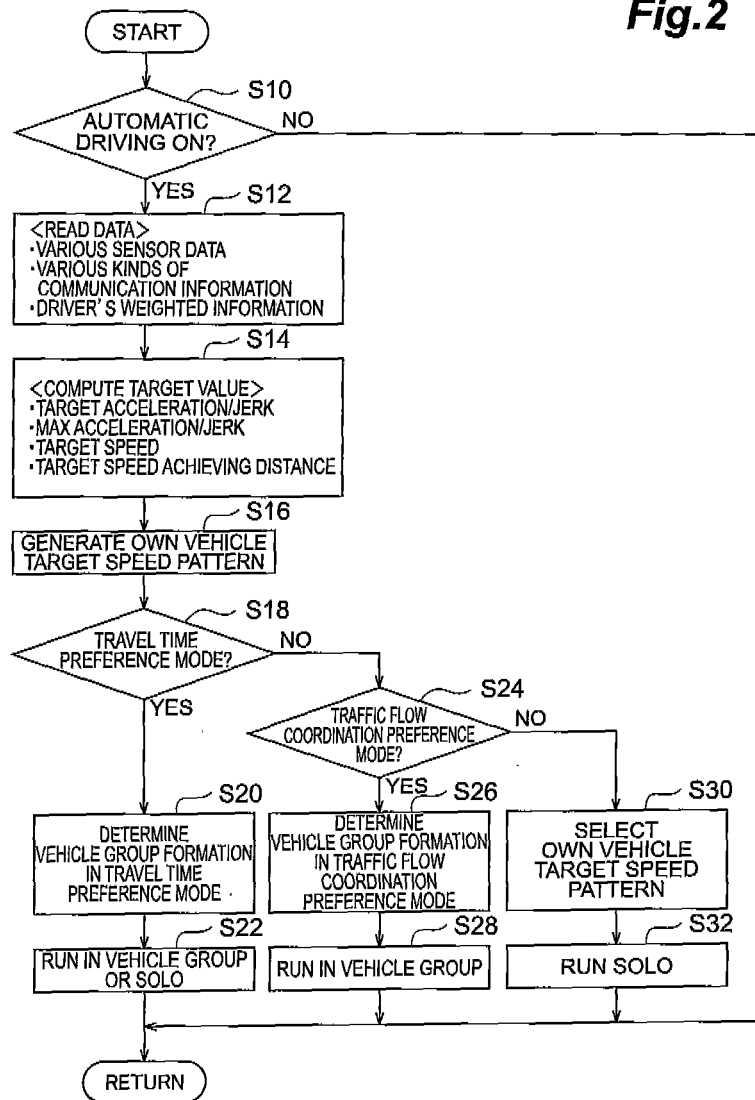 Fig.2
START
S10
AUTOMATIC
DRIVING ON?
NO
YES
S12
<READ DATA>
·VARIOUS SENSOR DATA
·VARIOUS KINDS OF
COMMUNICATION INFORMATION
·DRIVER'S WEIGHTED INFORMATION
S14
<COMPUTE TARGET VALUE>
·TARGET ACCELERATION/JERK
·MAX ACCELERATION/JERK
·TARGET SPEED
·TARGET SPEED ACHIEVING DISTANCE
S16
GENERATE OWN VEHICLE
TARGET SPEED PATTERN
S18
TRAVEL TIME
PREFERENCE MODE?
NO
YES
S24
TRAFFIC FLOW
COORDINATION PREFERENCE
MODE?
NO
YES
S20
DETERMINE
VEHICLE GROUP FORMATION
IN TRAVEL TIME
PREFERENCE MODE
S26
DETERMINE
VEHICLE GROUP FORMATION
IN TRAFFIC FLOW
COORDINATION
PREFERENCE MODE
S30
SELECT
OWN VEHICLE
TARGET SPEED
PATTERN
S22
RUN IN VEHICLE GROUP
OR SOLO
S28
RUN IN VEHICLE GROUP
S32
RUN SOLO
RETURN